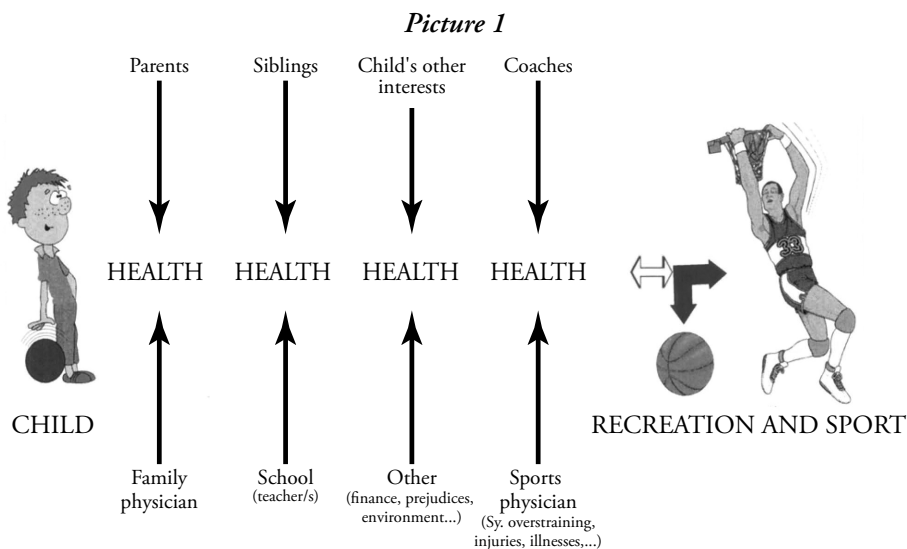 Picture 1
Parents
Siblings
Child's other
interests
Coaches
HEALTH HEALTH HEALTH HEALTH
33
CHILD
RECREATION AND SPORT
Family
physician
School
(teacher/s)
Other
(finance, prejudices,
environment...)
Sports
physician
(Sy. overstraining,
injuries, illnesses,...)